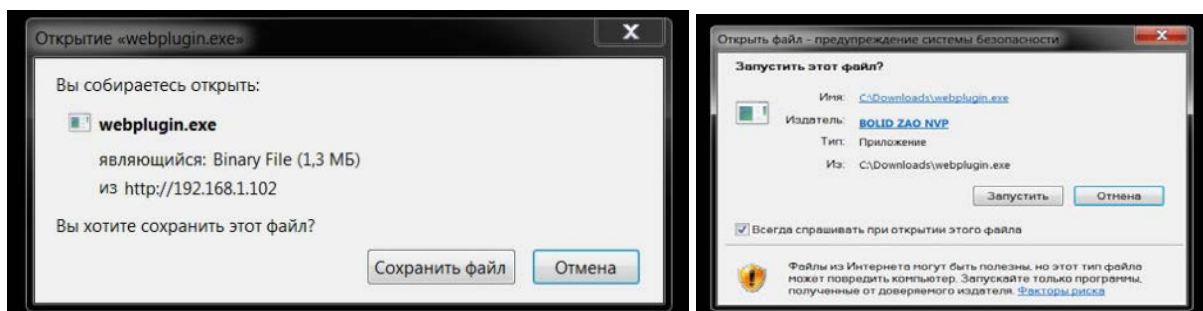 Открытие «webplugin.exe»
X
Вы собираетесь открыть:
webplugin.exe
являющийся: Binary File (1,3 МБ)
из http://192.168.1.102
Вы хотите сохранить этот файл?
Сохранить файл
Отмена
Открыть файл - предупреждение системы безопасности
X
Запустить этот файл?
Имя: C:\Downloads\webplugin.exe
Издатель: BOLID ZAO NVP
Тип: Приложение
Из: C:\Downloads\webplugin.exe
Запустить
Отмена
Всегда спрашивать при открытии этого файла
Файлы из Интернета могут быть полезны, но этот тип файла
может повредить компьютер. Запускайте только программы,
полученные от доверяемого издателя. Факторы риска